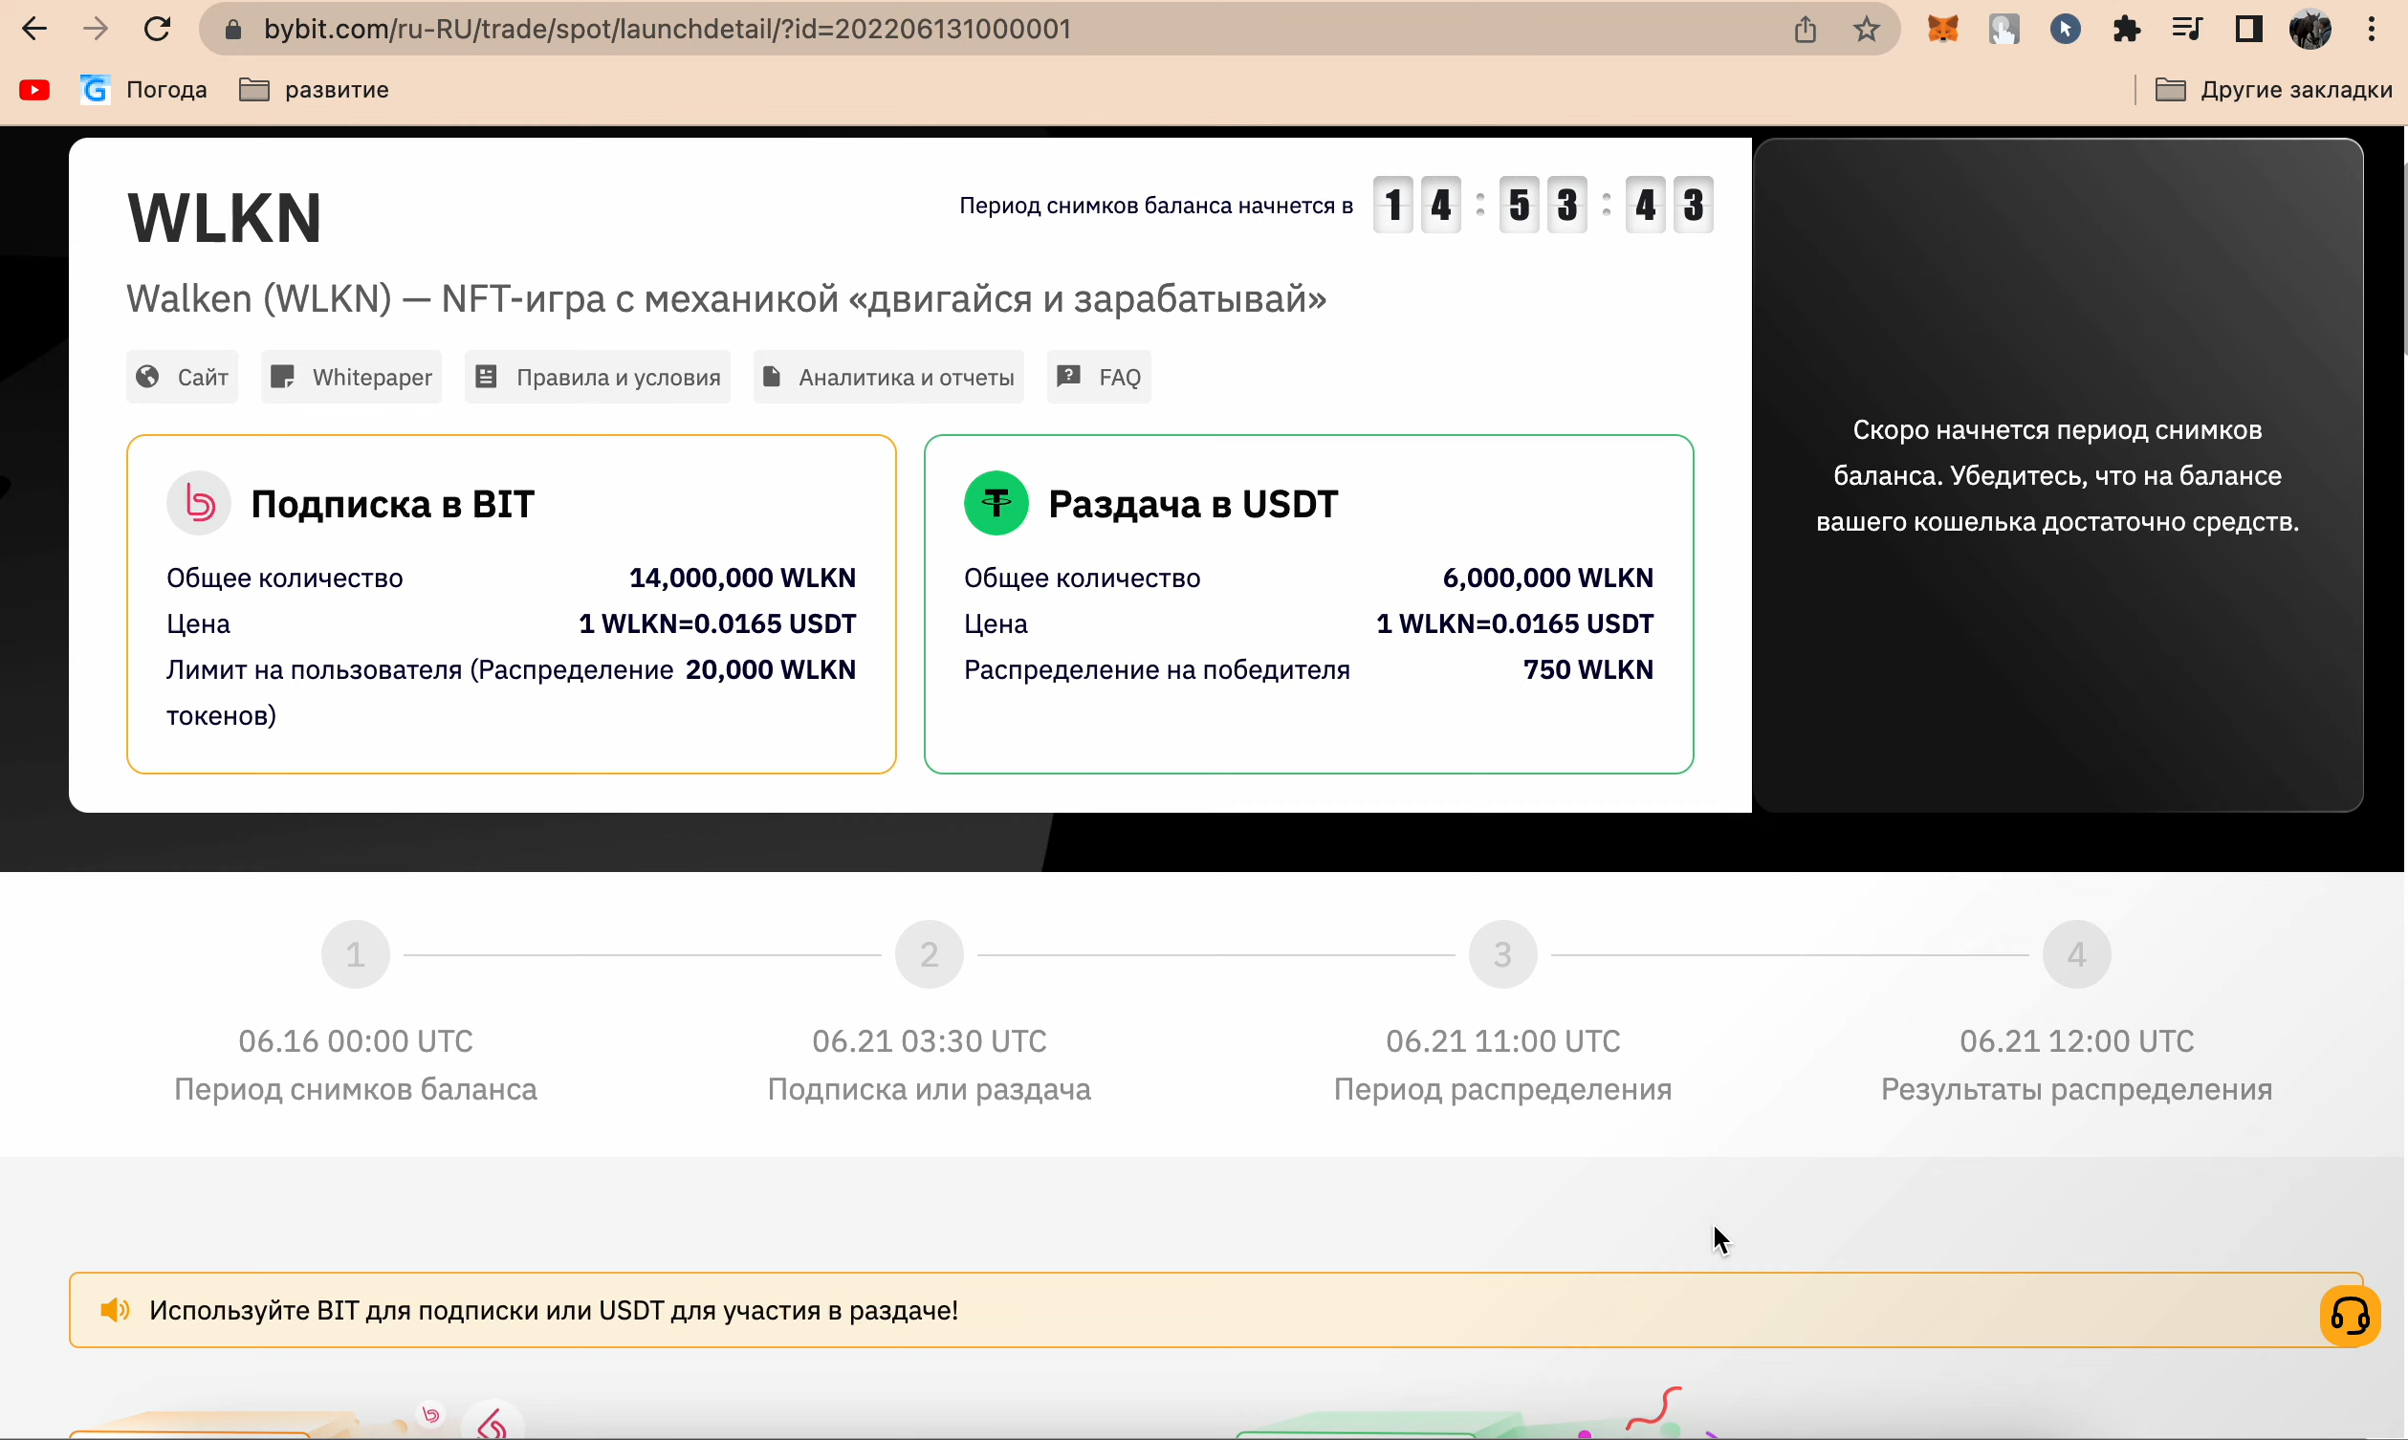 bybit.com/ru-RU/trade/spot/launchdetail/?id=202206131000001
Погода
развитие
Другие закладки
WLKN
Период снимков баланса начнется в 14:53:43
Walken (WLKN) — NFT-игра с механикой «двигайся и зарабатывай»
Сайт
Whitepaper
Правила и условия
Аналитика и отчеты
FAQ
Подписка в BIT
Общее количество 14,000,000 WLKN
Цена 1 WLKN=0.0165 USDT
Лимит на пользователя (Распределение 20,000 WLKN
токенов)
Раздача в USDT
Общее количество 6,000,000 WLKN
Цена 1 WLKN=0.0165 USDT
Распределение на победителя 750 WLKN
Скоро начнется период снимков
баланса. Убедитесь, что на балансе
вашего кошелька достаточно средств.
1
06.16 00:00 UTC
Период снимков баланса
2
06.21 03:30 UTC
Подписка или раздача
3
06.21 11:00 UTC
Период распределения
4
06.21 12:00 UTC
Результаты распределения
Используйте BIT для подписки или USDT для участия в раздаче!